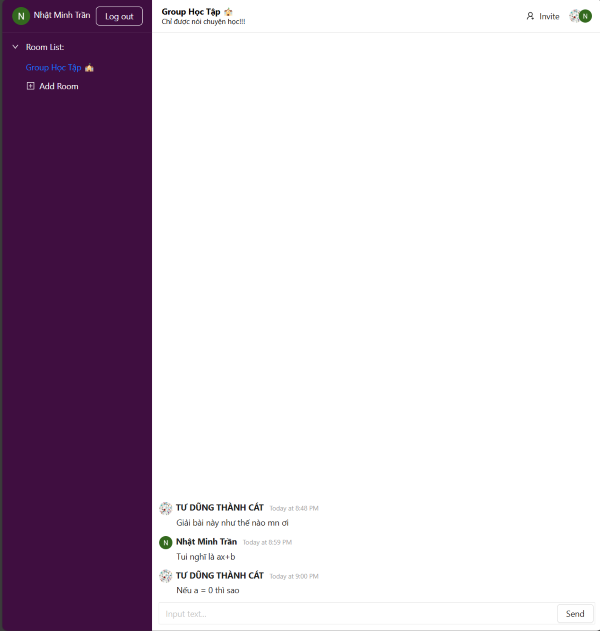 N Nhật Minh Trần Log out
Room List:
Group Học Tập
Add Room
Group Học Tập
Chỉ được nói chuyện học!!!
Invite N
TƯ DŨNG THÀNH CÁT Today at 8:48 PM
Giải bài này như thế nào mn ơi
N Nhật Minh Trần Today at 8:59 PM
Tui nghĩ là ax+b
TƯ DŨNG THÀNH CÁT Today at 9:00 PM
Nếu a = 0 thì sao
Input text... Send